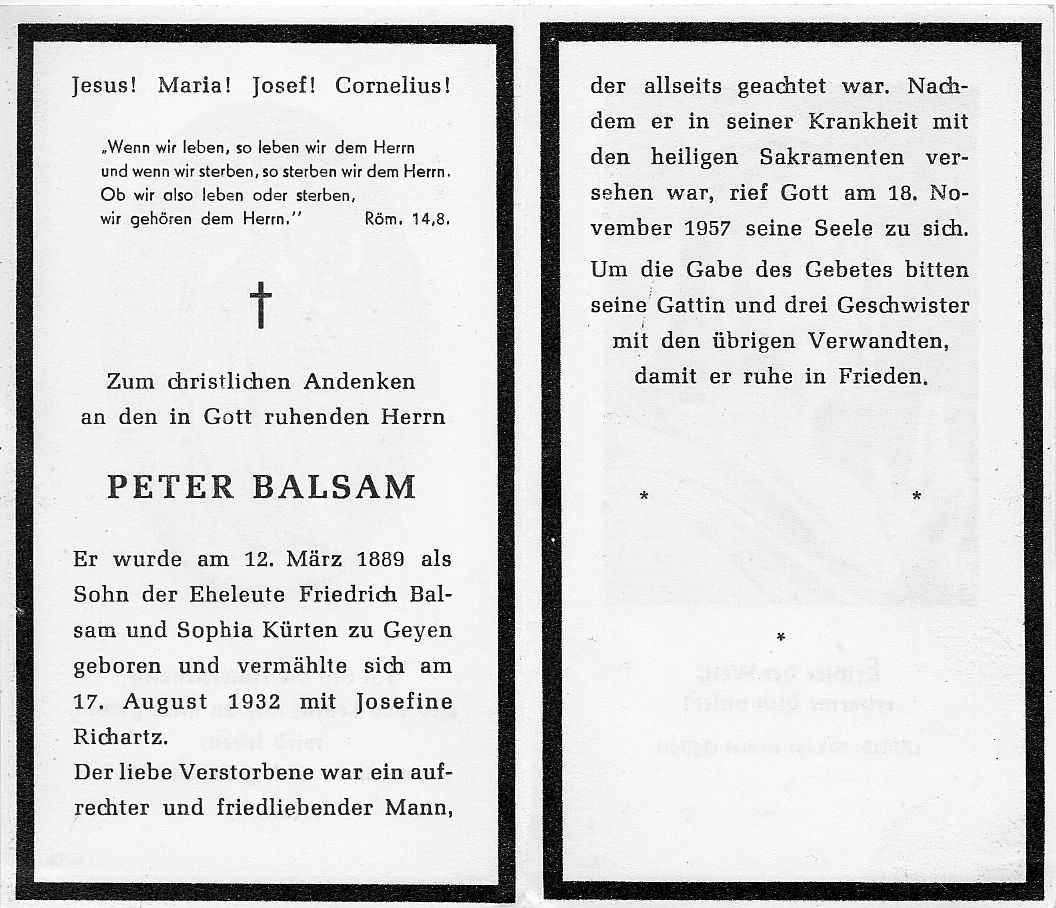 Jesus! Maria! Josef! Cornelius!
„Wenn wir leben, so leben wir dem Herrn
und wenn wir sterben, so sterben wir dem Herrn.
Ob wir also leben oder sterben,
wir gehören dem Herrn.” Röm. 14,8.
Zum christlichen Andenken
an den in Gott ruhenden Herrn
PETER BALSAM
Er wurde am 12. März 1889 als
Sohn der Eheleute Friedrich Bal-
sam und Sophia Kürten zu Geyen
geboren und vermählte sich am
17. August 1932 mit Josefine
Richartz.
Der liebe Verstorbene war ein auf-
rechter und friedliebender Mann,
der allseits geachtet war. Nach-
dem er in seiner Krankheit mit
den heiligen Sakramenten ver-
sehen war, rief Gott am 18. No-
vember 1957 seine Seele zu sich.
Um die Gabe des Gebetes bitten
seine Gattin und drei Geschwister
mit den übrigen Verwandten,
damit er ruhe in Frieden.
* *
*